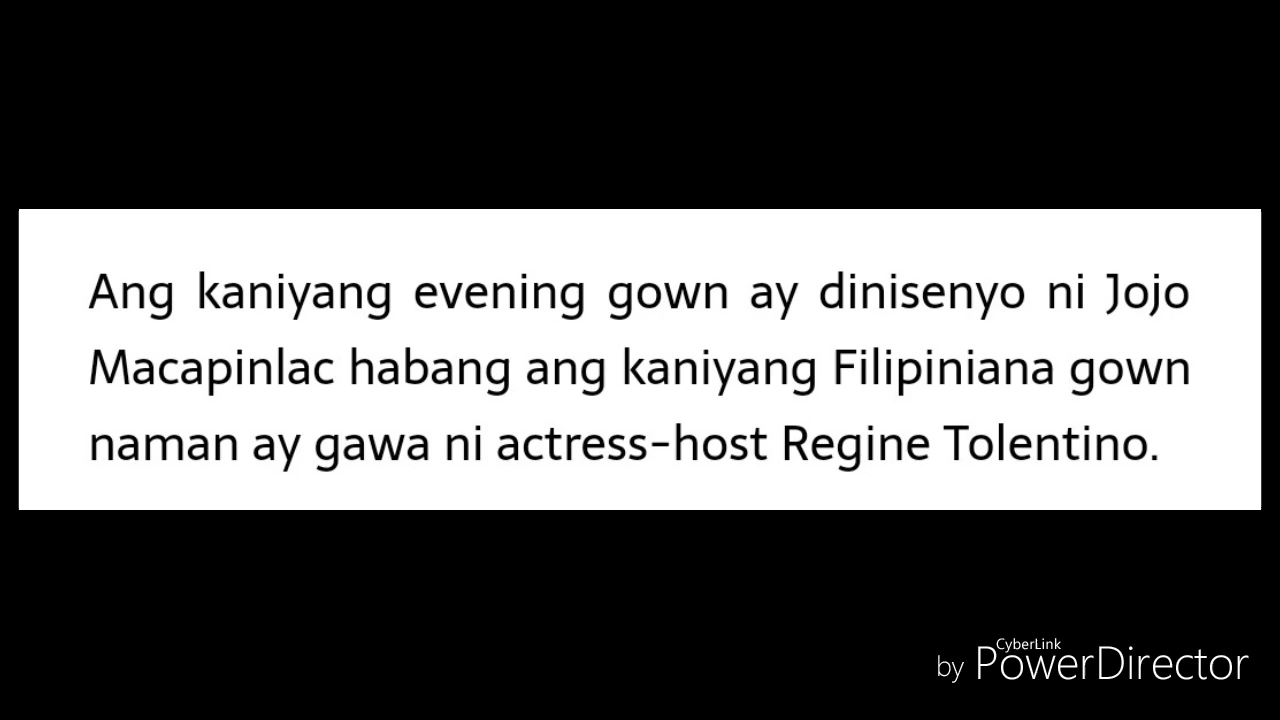 Ang kaniyang evening gown ay dinisenyo ni Jojo
Macapinlac habang ang kaniyang Filipiniana gown
naman ay gawa ni actress-host Regine Tolentino.
CyberLink
by PowerDirector